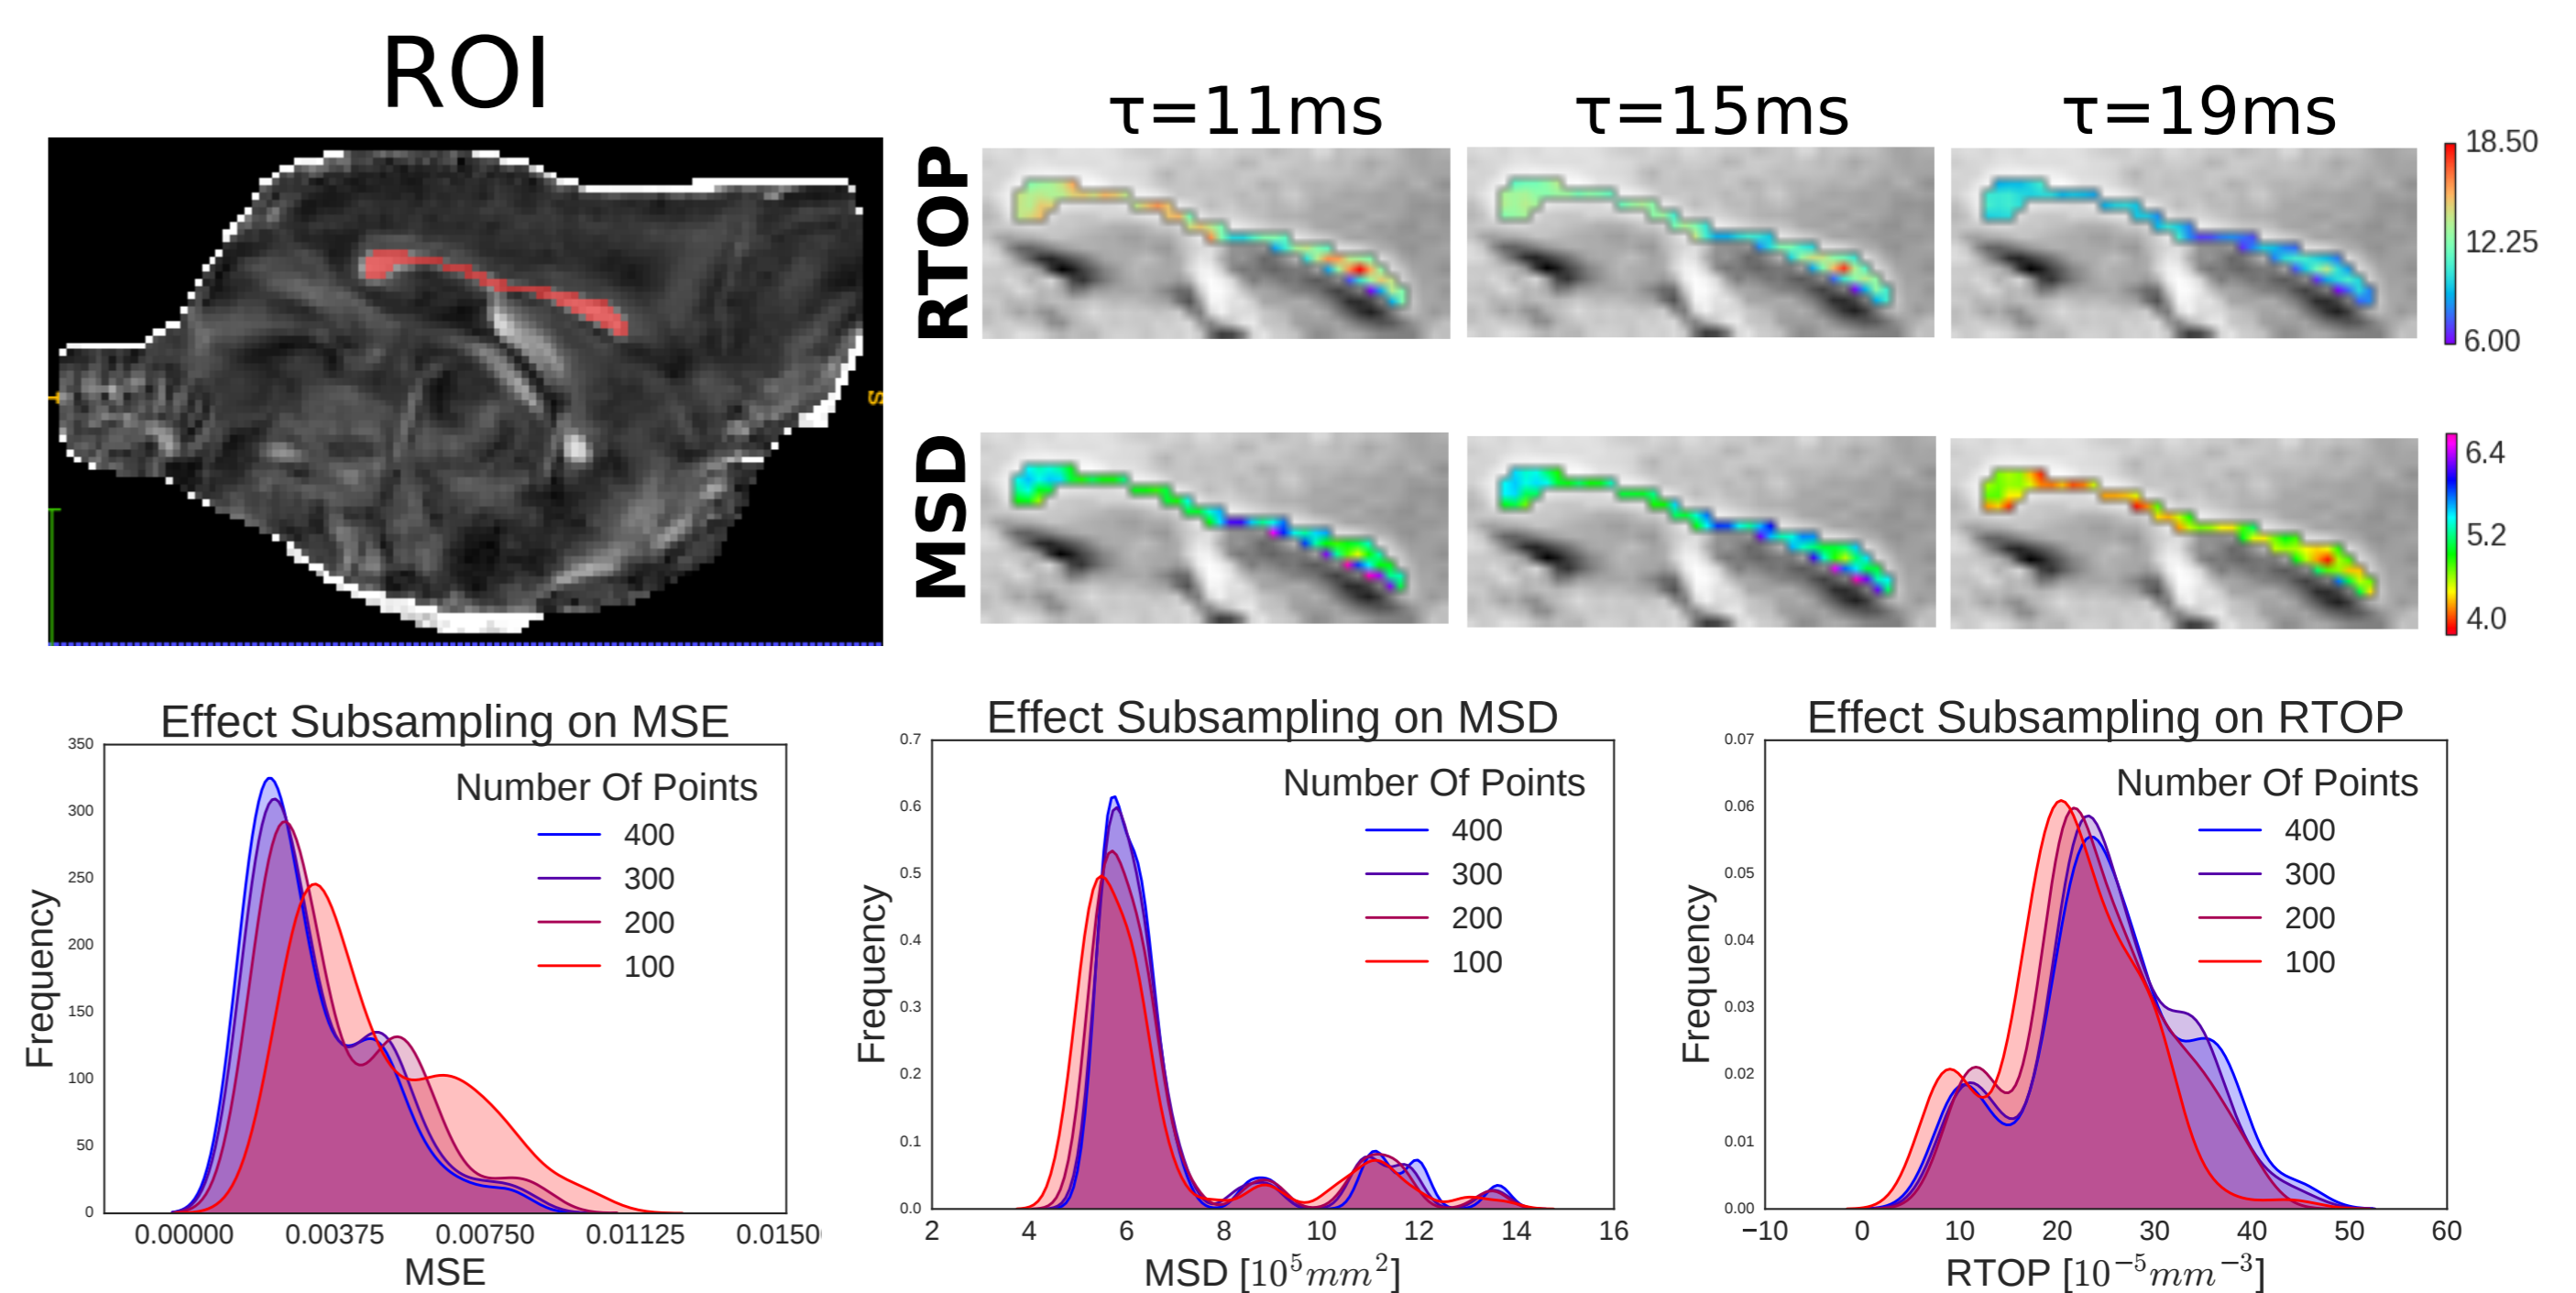 ROI
τ=11ms
τ=15ms
τ=19ms
RTOP
18.50
12.25
6.00
S
MSD
6.4
5.2
4.0
Effect Subsampling on MSE
350
300
250
200
150
100
50
0
Frequency
Number Of Points
400
300
200
100
0.00000 0.00375 0.00750 0.01125 0.0150
MSE
Effect Subsampling on MSD
0.7
0.6
0.5
0.4
0.3
0.2
0.1
0.0
Frequency
Number Of Points
400
300
200
100
2 4 6 8 10 12 14 16
MSD [10⁵mm²]
Effect Subsampling on RTOP
0.07
0.06
0.05
0.04
0.03
0.02
0.01
0.00
Frequency
Number Of Points
400
300
200
100
−10 0 10 20 30 40 50 60
RTOP [10⁻⁵mm⁻³]